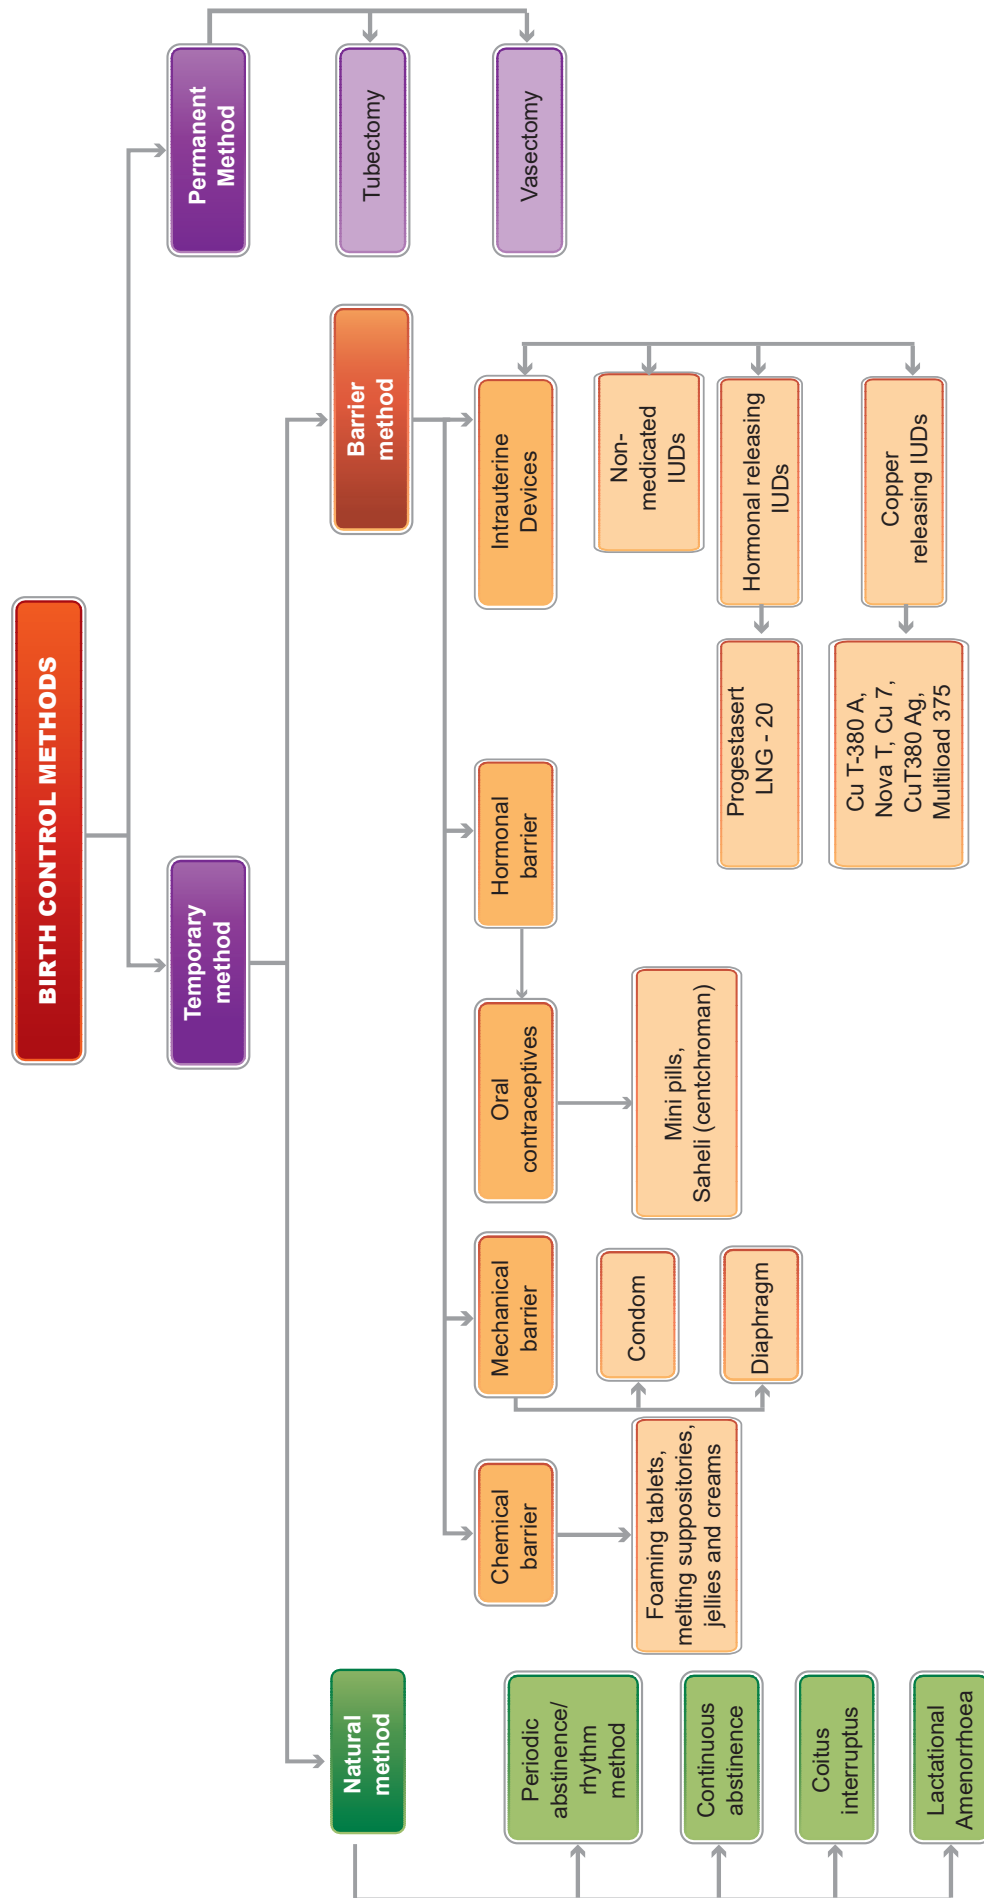 BIRTH CONTROL METHODS
Temporary
method
Permanent
Method
Natural
method
Barrier
method
Tubectomy
Vasectomy
Periodic
abstinence/
rhythm
method
Continuous
abstinence
Coitus
interruptus
Lactational
Amenorrhoea
Chemical
barrier
Foaming tablets,
melting suppositories,
jellies and creams
Mechanical
barrier
Condom
Diaphragm
Hormonal
barrier
Oral
contraceptives
Mini pills,
Saheli (centchroman)
Intrauterine
Devices
Non-
medicated
IUDs
Hormonal releasing
IUDs
Progestasert
LNG - 20
Copper
releasing IUDs
Cu T-380 A,
Nova T, Cu 7,
CuT380 Ag,
Multiload 375